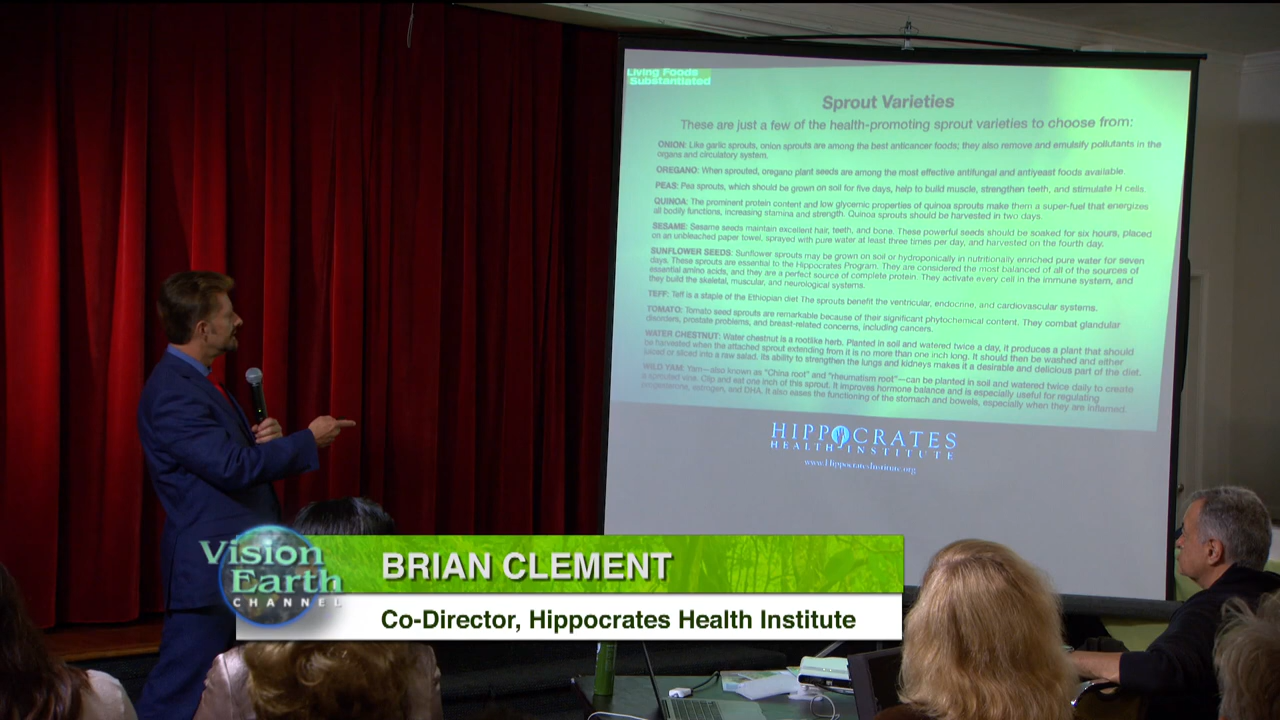 Living Foods
Substantiated
Sprout Varieties
These are just a few of the health-promoting sprout varieties to choose from:
ONION: Like garlic sprouts, onion sprouts are among the best anticancer foods; they also remove and emulsify pollutants in the
organs and circulatory system.
OREGANO: When sprouted, oregano plant seeds are among the most effective antifungal and antiyeast foods available.
PEAS: Pea sprouts, which should be grown on soil for five days, help to build muscle, strengthen teeth, and stimulate H cells.
QUINOA: The prominent protein content and low glycemic properties of quinoa sprouts make them a super-fuel that energizes
all bodily functions, increasing stamina and strength. Quinoa sprouts should be harvested in two days.
SESAME: Sesame seeds maintain excellent hair, teeth, and bone. These powerful seeds should be soaked for six hours, placed
on an unbleached paper towel, sprayed with pure water at least three times per day, and harvested on the fourth day.
SUNFLOWER SEEDS: Sunflower sprouts may be grown on soil or hydroponically in nutritionally enriched pure water for seven
days. These sprouts are essential to the Hippocrates Program. They are considered the most balanced of all of the sources of
essential amino acids, and they are a perfect source of complete protein. They activate every cell in the immune system, and
they build the skeletal, muscular, and neurological systems.
TEFF: Teff is a staple of the Ethiopian diet The sprouts benefit the ventricular, endocrine, and cardiovascular systems.
TOMATO: Tomato seed sprouts are remarkable because of their significant phytochemical content. They combat glandular
disorders, prostate problems, and breast-related concerns, including cancers.
WATER CHESTNUT: Water chestnut is a rootlike herb. Planted in soil and watered twice a day, it produces a plant that should
be harvested when the attached sprout extending from it is no more than one inch long. It should then be washed and either
juiced or sliced into a raw salad. Its ability to strengthen the lungs and kidneys makes it a desirable and delicious part of the diet.
WILD YAM: Yam—also known as "China root" and "rheumatism root"—can be planted in soil and watered twice daily to create
a sprouted vine. Clip and eat one inch of this sprout. It improves hormone balance and is especially useful for regulating
progesterone, estrogen, and DHA. It also eases the functioning of the stomach and bowels, especially when they are inflamed.
HIPPOCRATES
HEALTH INSTITUTE
www.HippocratesInstitute.org
Vision
Earth
CHANNEL
BRIAN CLEMENT
Co-Director, Hippocrates Health Institute